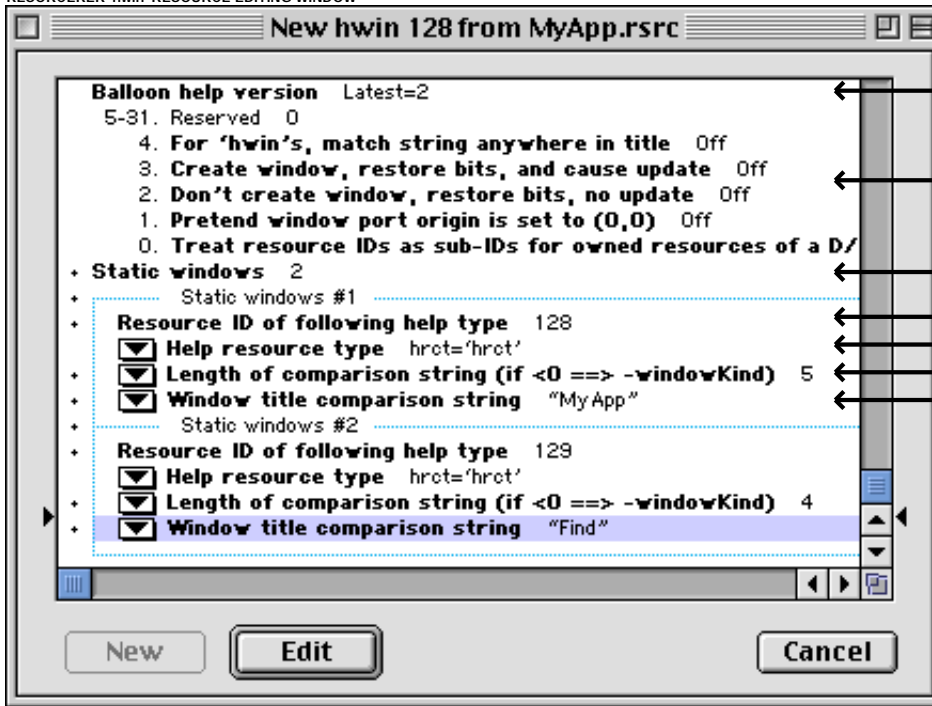 RESOURCERER 'HWIN' RESOURCE EDITING WINDOW
New hwin 128 from MyApp.rsrc
Balloon help version Latest=2
5-31. Reserved 0
4. For ‘hwin’s, match string anywhere in title Off
3. Create window, restore bits, and cause update Off
2. Don’t create window, restore bits, no update Off
1. Pretend window port origin is set to (0,0) Off
0. Treat resource IDs as sub-IDs for owned resources of a D/
Static windows 2
Static windows #1
Resource ID of following help type 128
Help resource type hrct=‘hrct’
Length of comparison string (if <0 ==> -windowKind) 5
Window title comparison string “MyApp”
Static windows #2
Resource ID of following help type 129
Help resource type hrct=‘hrct’
Length of comparison string (if <0 ==> -windowKind) 4
Window title comparison string “Find”
New Edit Cancel